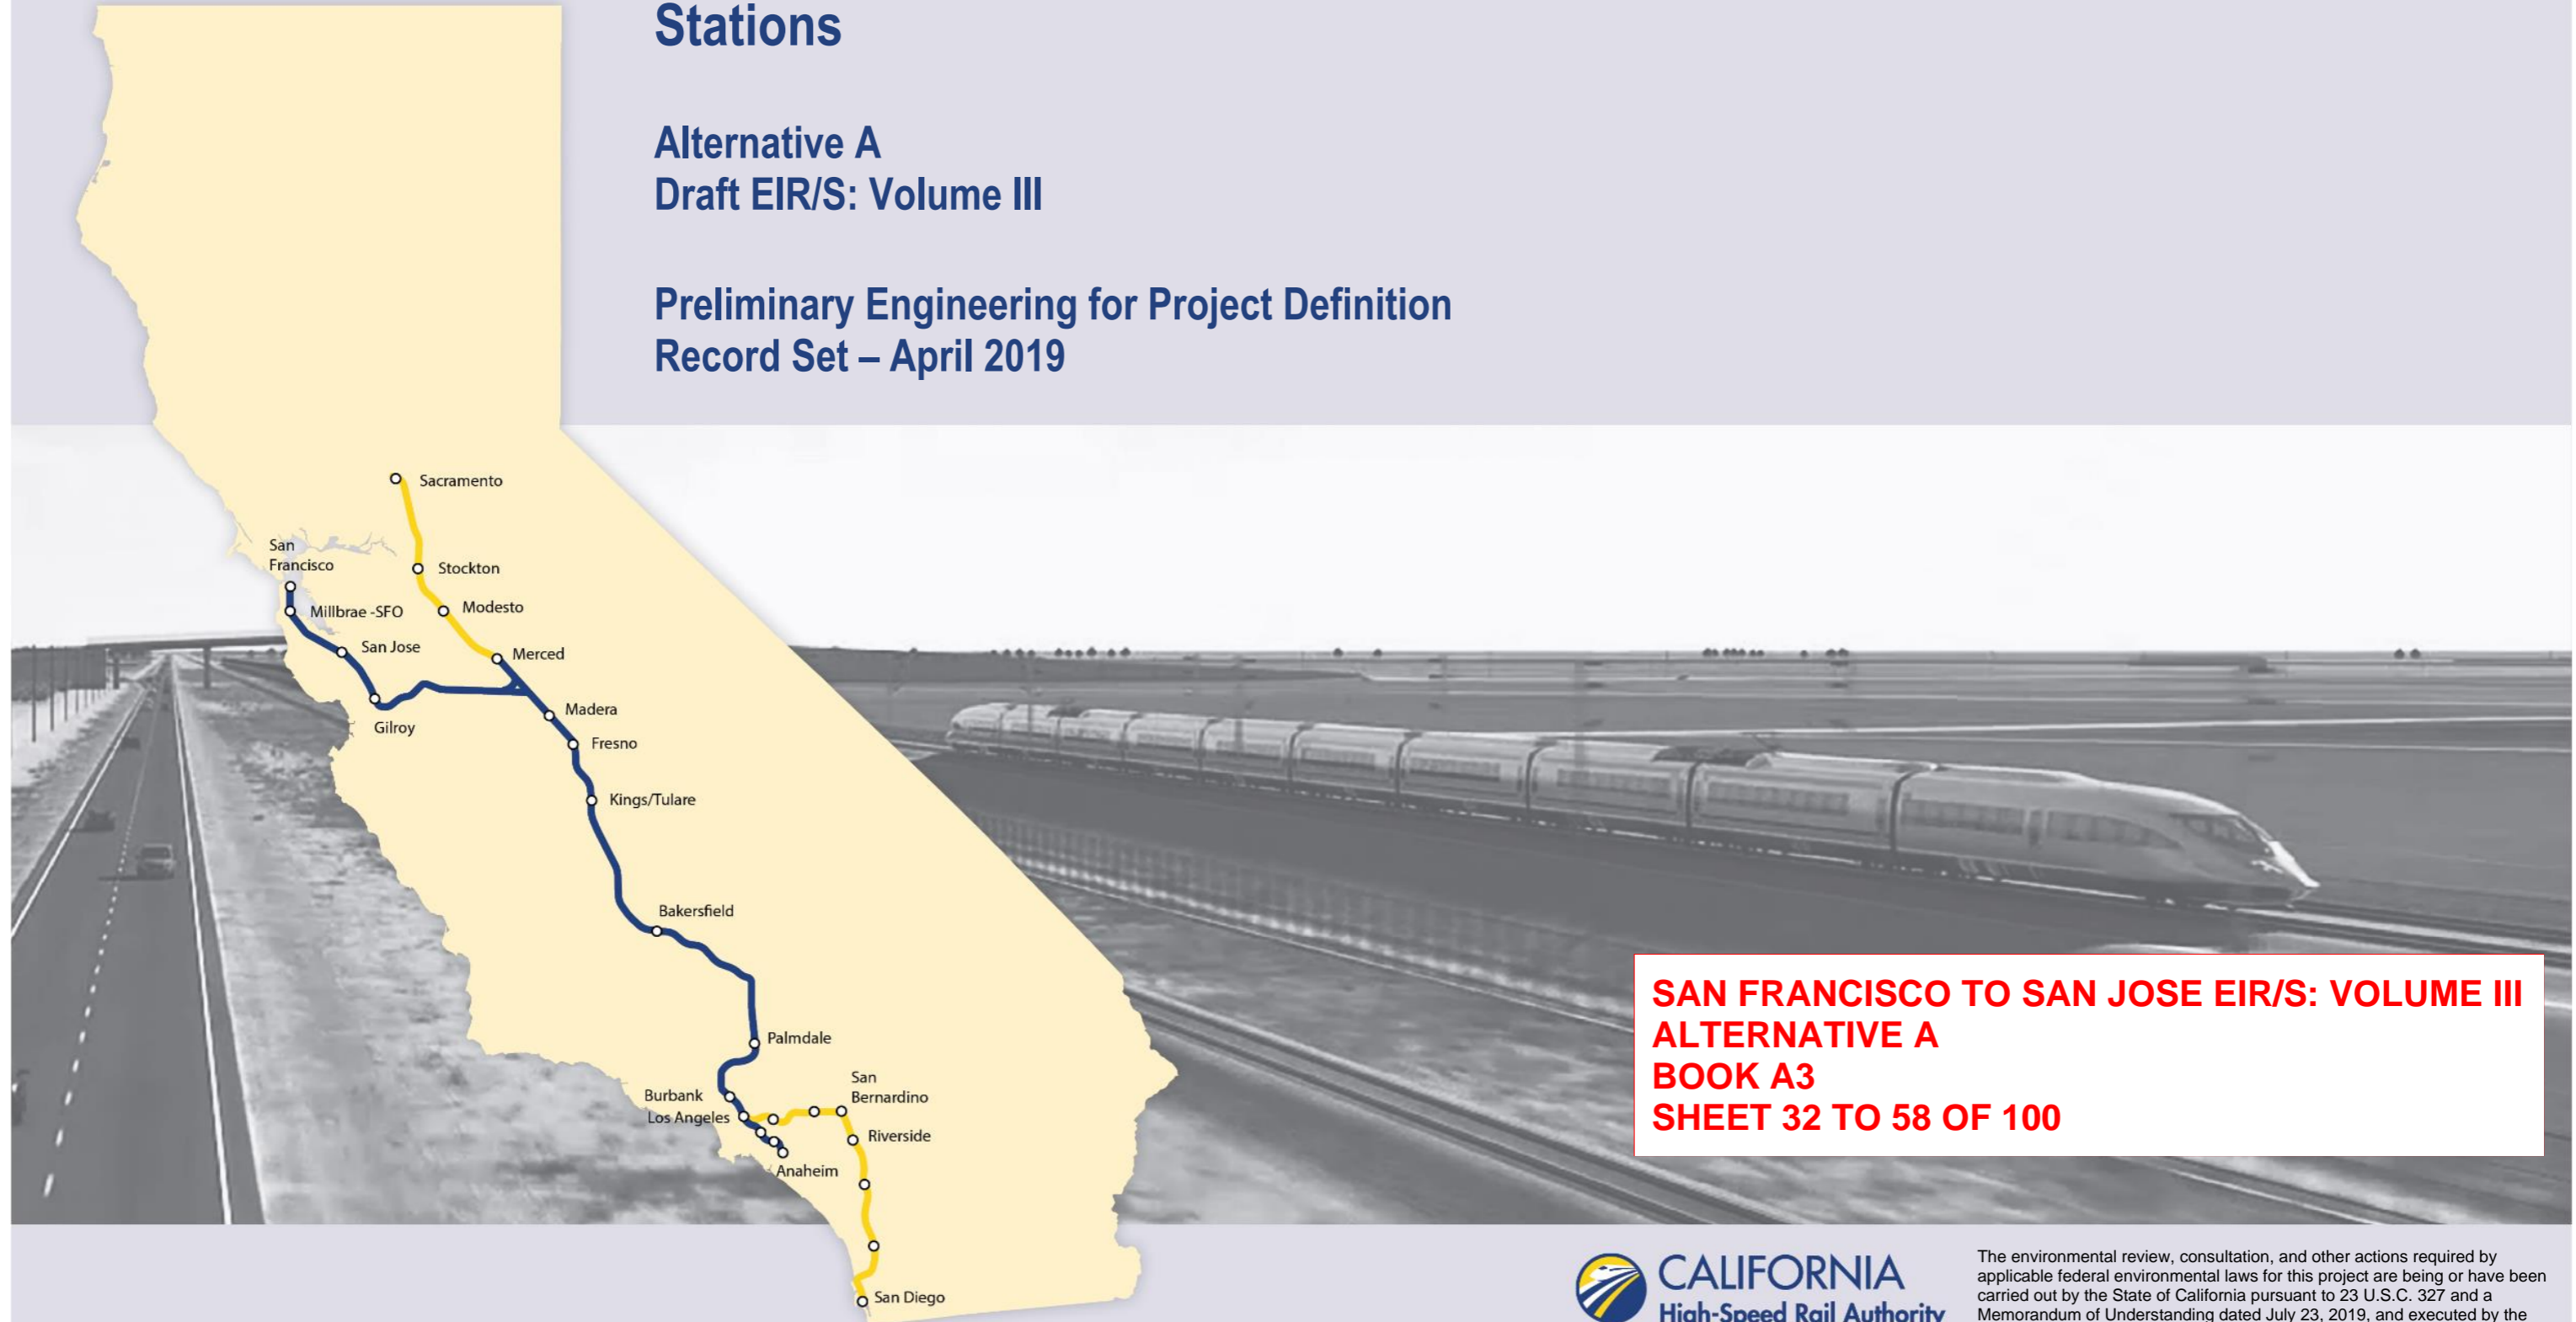 Stations
Alternative A
Draft EIR/S: Volume III
Preliminary Engineering for Project Definition
Record Set – April 2019
Sacramento
San
Francisco
Stockton
Millbrae -SFO
Modesto
San Jose
Merced
Gilroy
Madera
Fresno
Kings/Tulare
Bakersfield
Palmdale
Burbank
Los Angeles
San
Bernardino
Riverside
Anaheim
San Diego
SAN FRANCISCO TO SAN JOSE EIR/S: VOLUME III
ALTERNATIVE A
BOOK A3
SHEET 32 TO 58 OF 100
CALIFORNIA
High-Speed Rail Authority
The environmental review, consultation, and other actions required by
applicable federal environmental laws for this project are being or have been
carried out by the State of California pursuant to 23 U.S.C. 327 and a
Memorandum of Understanding dated July 23, 2019, and executed by the